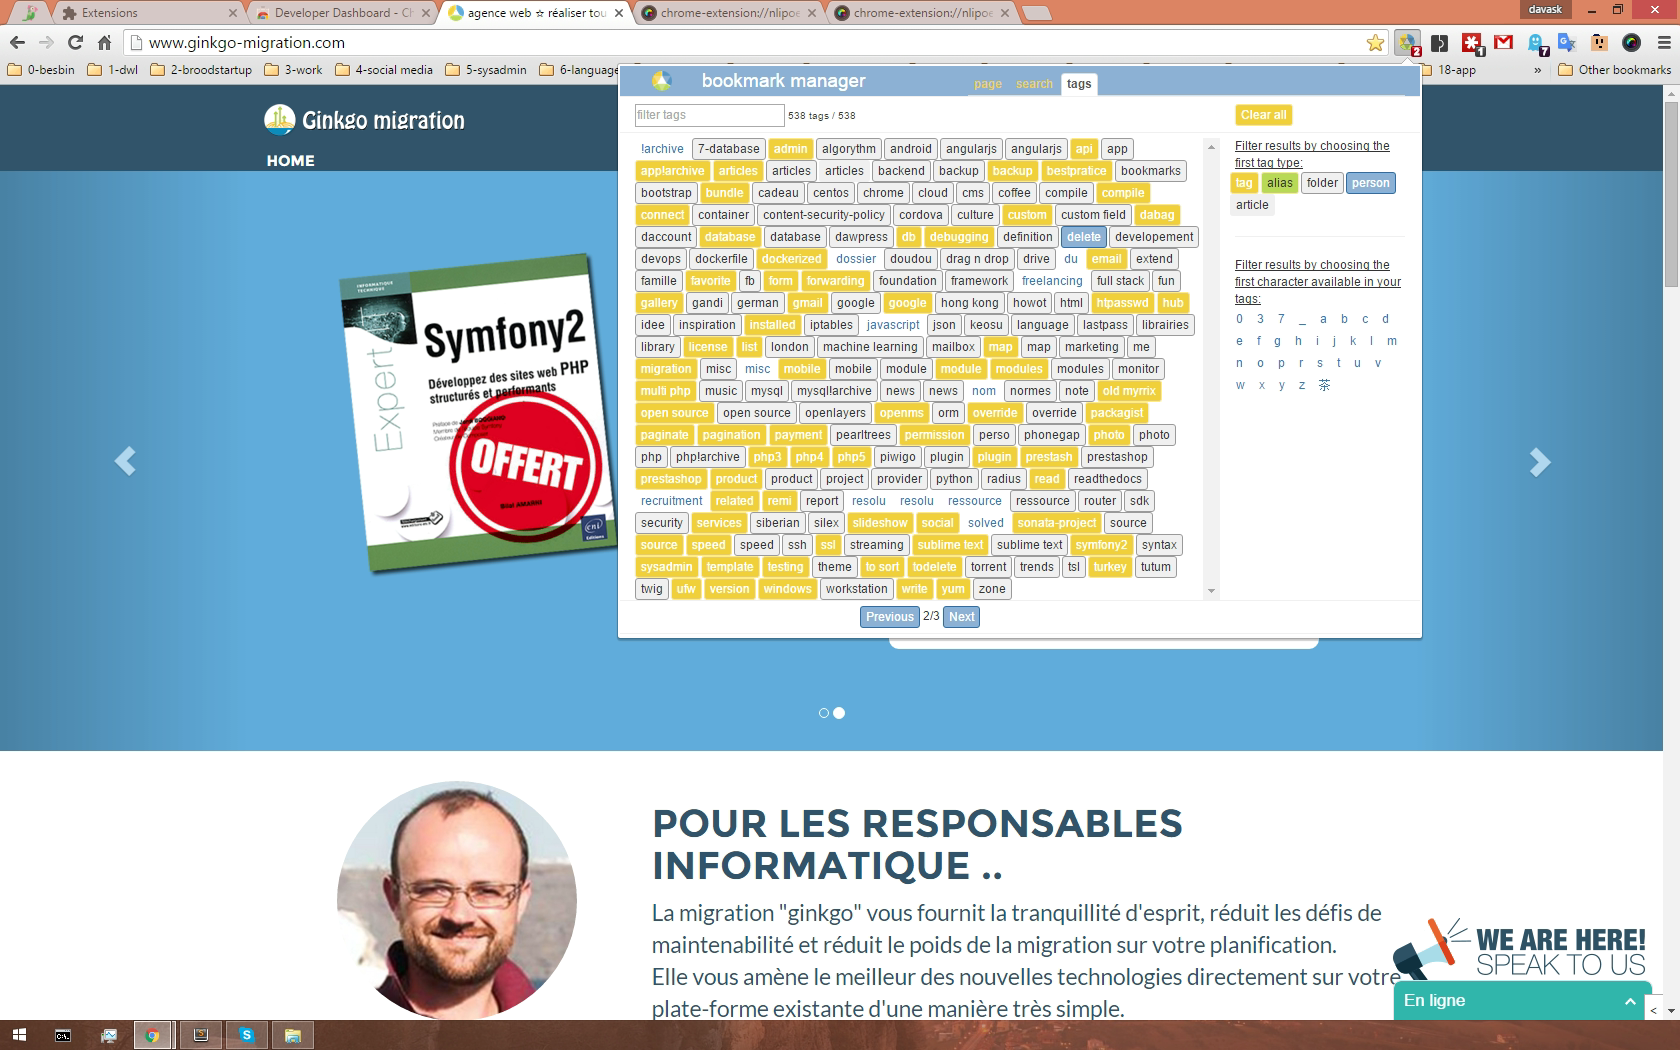 Extensions
Developer Dashboard - Ch
agence web ☆ réaliser tou
chrome-extension://nlipoe
chrome-extension://nlipoe
davask
www.ginkgo-migration.com
2
1
7
0-besbin
1-dwl
2-broodstartup
3-work
4-social media
5-sysadmin
6-language
18-app
»
Other bookmarks
Ginkgo migration
HOME
bookmark manager
page search tags
filter tags
538 tags / 538
Clear all
!archive 7-database admin algorythm android angularjs angularjs api app
app!archive articles articles articles backend backup backup bestpratice bookmarks
bootstrap bundle cadeau centos chrome cloud cms coffee compile compile
connect container content-security-policy cordova culture custom custom field dabag
daccount database database dawpress db debugging definition delete developement
devops dockerfile dockerized dossier doudou drag n drop drive du email extend
famille favorite fb form forwarding foundation framework freelancing full stack fun
gallery gandi german gmail google google hong kong howot html htpasswd hub
idee inspiration installed iptables javascript json keosu language lastpass librairies
library license list london machine learning mailbox map map marketing me
migration misc misc mobile mobile module module modules modules monitor
multi php music mysql mysql!archive news news nom normes note old myrrix
open source open source openlayers openms orm override override packagist
paginate pagination payment pearltrees permission perso phonegap photo photo
php php!archive php3 php4 php5 piwigo plugin plugin prestash prestashop
prestashop product product project provider python radius read readthedocs
recruitment related remi report resolu resolu ressource ressource router sdk
security services siberian silex slideshow social solved sonata-project source
source speed speed ssh ssl streaming sublime text sublime text symfony2 syntax
sysadmin template testing theme to sort todelete torrent trends tsl turkey tutum
twig ufw version windows workstation write yum zone
Previous 2/3 Next
Filter results by choosing the
first tag type:
tag alias folder person
article
Filter results by choosing the
first character available in your
tags:
0 3 7 _ a b c d
e f g h i j k l m
n o p r s t u v
w x y z 茶
INFORMATIQUE
TECHNIQUE
Expert
Symfony2
Développez des sites web PHP
structurés et performants
OFFERT
Bilal AMARNI
eni
Editions
POUR LES RESPONSABLES
INFORMATIQUE ..
La migration "ginkgo" vous fournit la tranquillité d'esprit, réduit les défis de
maintenabilité et réduit le poids de la migration sur votre planification.
Elle vous amène le meilleur des nouvelles technologies directement sur votre
plate-forme existante d'une manière très simple.
WE ARE HERE!
SPEAK TO US
En ligne